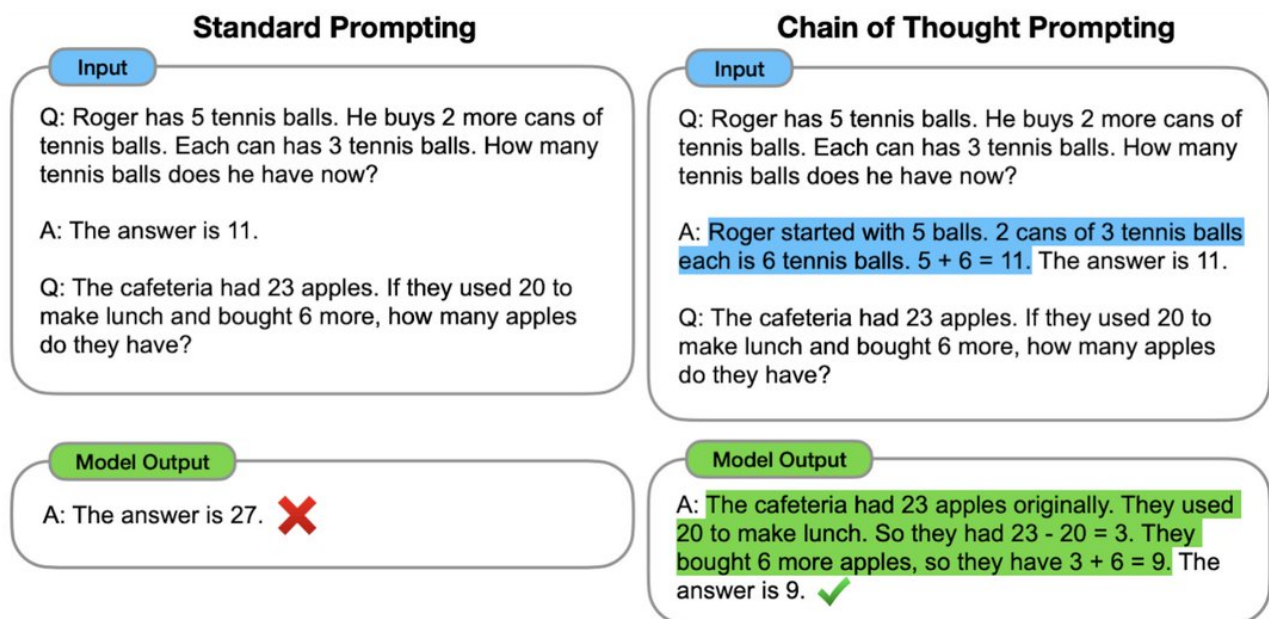 Standard Prompting
Input
Q: Roger has 5 tennis balls. He buys 2 more cans of
tennis balls. Each can has 3 tennis balls. How many
tennis balls does he have now?
A: The answer is 11.
Q: The cafeteria had 23 apples. If they used 20 to
make lunch and bought 6 more, how many apples
do they have?
Model Output
A: The answer is 27.
Chain of Thought Prompting
Input
Q: Roger has 5 tennis balls. He buys 2 more cans of
tennis balls. Each can has 3 tennis balls. How many
tennis balls does he have now?
A: Roger started with 5 balls. 2 cans of 3 tennis balls
each is 6 tennis balls. 5 + 6 = 11. The answer is 11.
Q: The cafeteria had 23 apples. If they used 20 to
make lunch and bought 6 more, how many apples
do they have?
Model Output
A: The cafeteria had 23 apples originally. They used
20 to make lunch. So they had 23 - 20 = 3. They
bought 6 more apples, so they have 3 + 6 = 9. The
answer is 9.